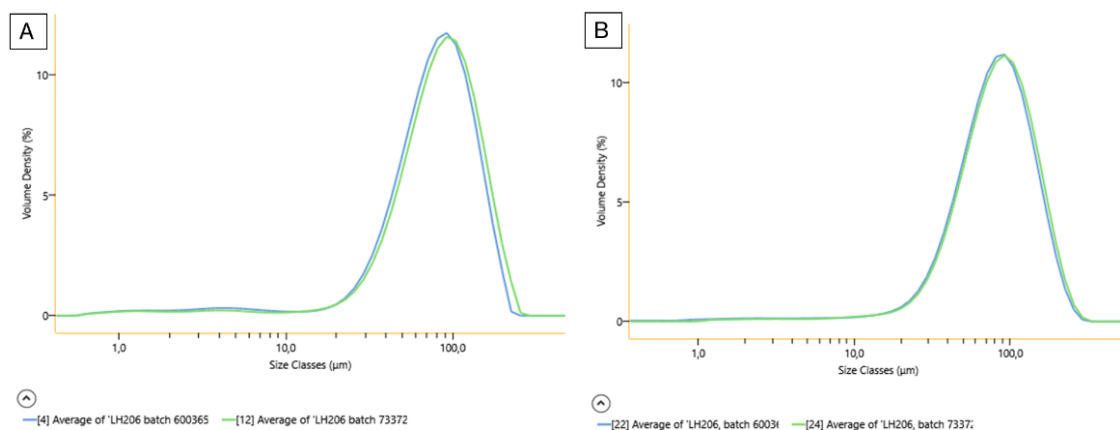 A
10
5
0
Volume Density (%)
1,0
10,0
100,0
Size Classes (µm)
[4] Average of 'LH206 batch 600365
[12] Average of 'LH206 batch 73372
B
10
5
0
Volume Density (%)
1,0
10,0
100,0
Size Classes (µm)
[22] Average of 'LH206, batch 6003
[24] Average of 'LH206, batch 7337